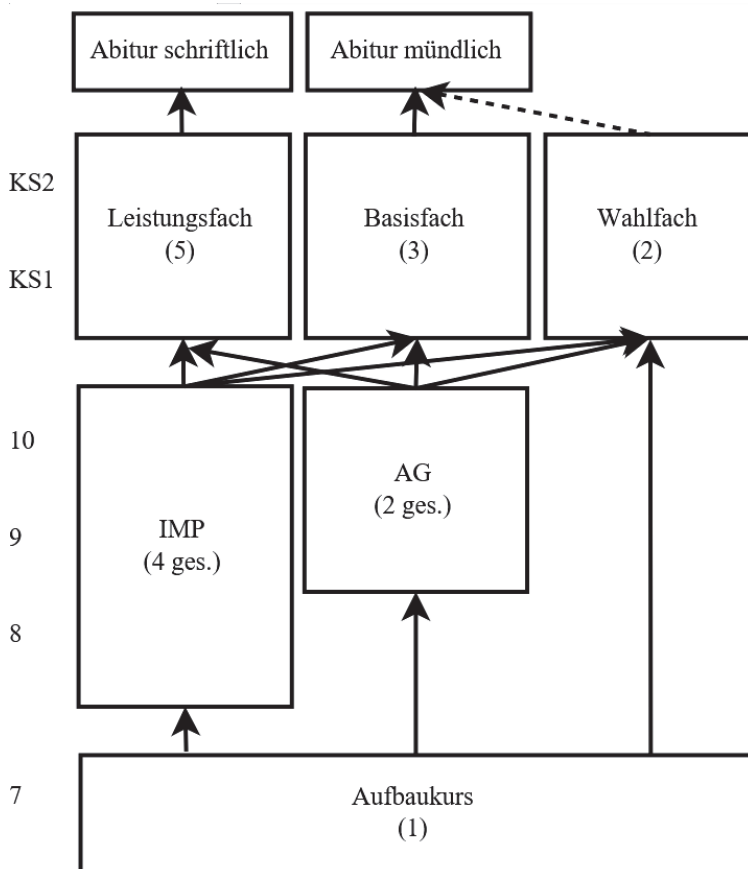 Abitur schriftlich
Abitur mündlich
KS2
KS1
Leistungsfach
(5)
Basisfach
(3)
Wahlfach
(2)
10
9
8
IMP
(4 ges.)
AG
(2 ges.)
7
Aufbaukurs
(1)